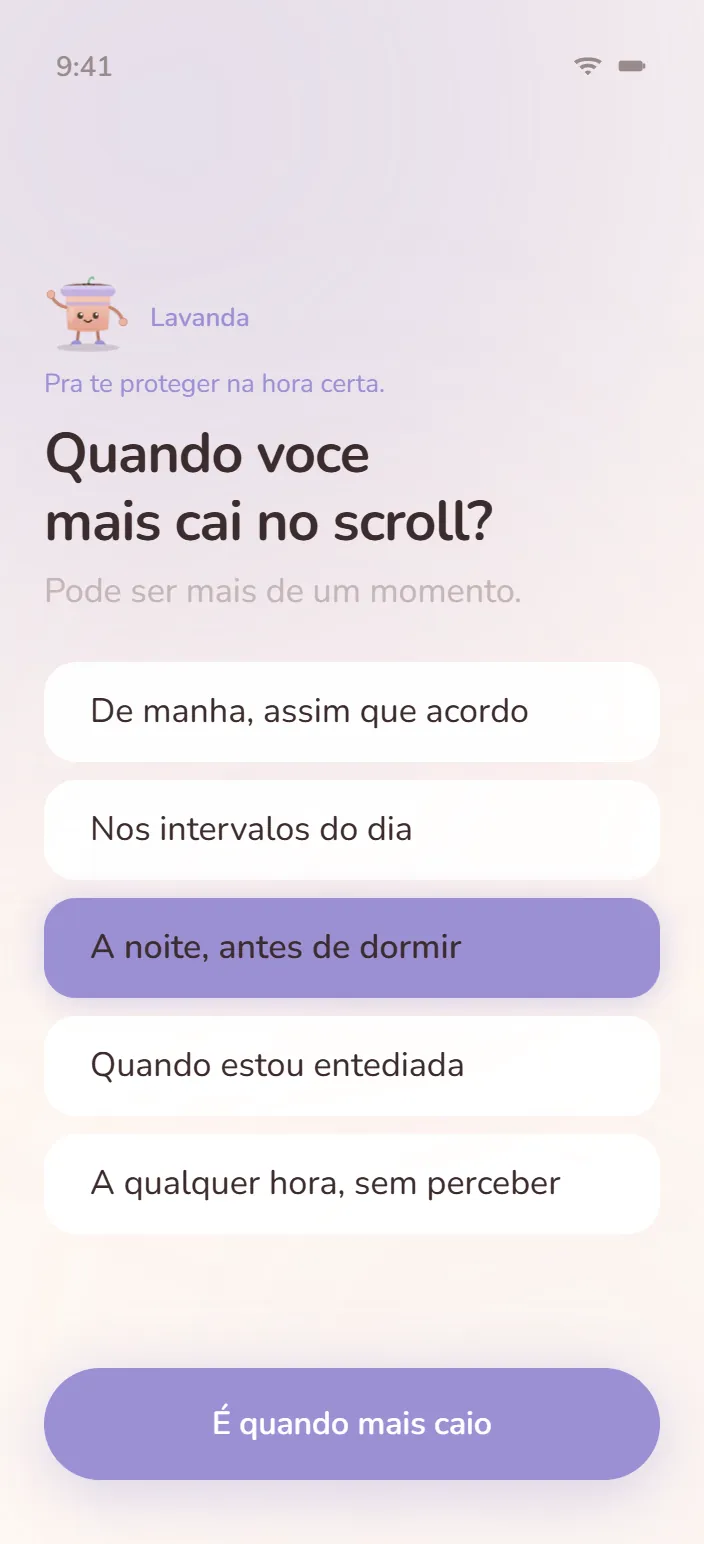 9:41
Lavanda
Pra te proteger na hora certa.
Quando voce
mais cai no scroll?
Pode ser mais de um momento.
De manha, assim que acordo
Nos intervalos do dia
A noite, antes de dormir
Quando estou entediada
A qualquer hora, sem perceber
É quando mais caio